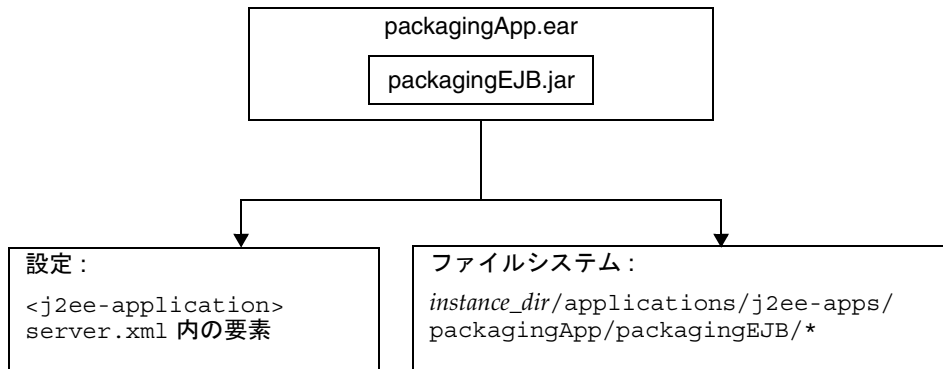 packagingApp.ear
packagingEJB.jar
設定 :
<j2ee-application>
server.xml 内の要素
ファイルシステム :
instance_dir/applications/j2ee-apps/
packagingApp/packagingEJB/*